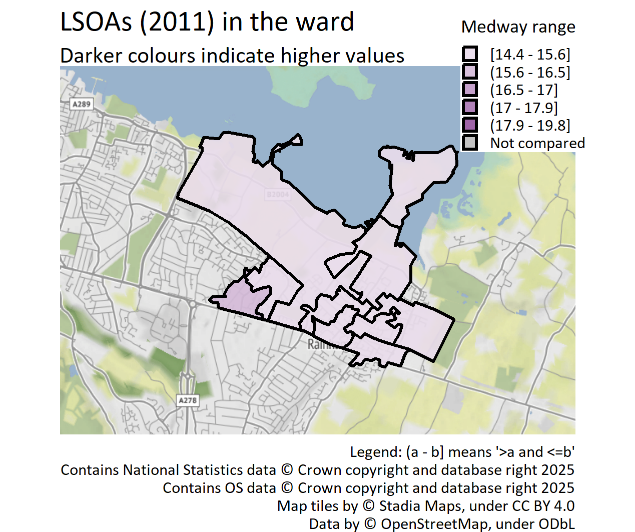 LSOAs (2011) in the ward
Darker colours indicate higher values
Medway range
[14.4 - 15.6]
(15.6 - 16.5]
(16.5 - 17]
(17 - 17.9]
(17.9 - 19.8]
Not compared
A289
A278
Legend: (a - b] means '>a and <=b'
Contains National Statistics data © Crown copyright and database right 2025
Contains OS data © Crown copyright and database right 2025
Map tiles by © Stadia Maps, under CC BY 4.0
Data by © OpenStreetMap, under ODbL